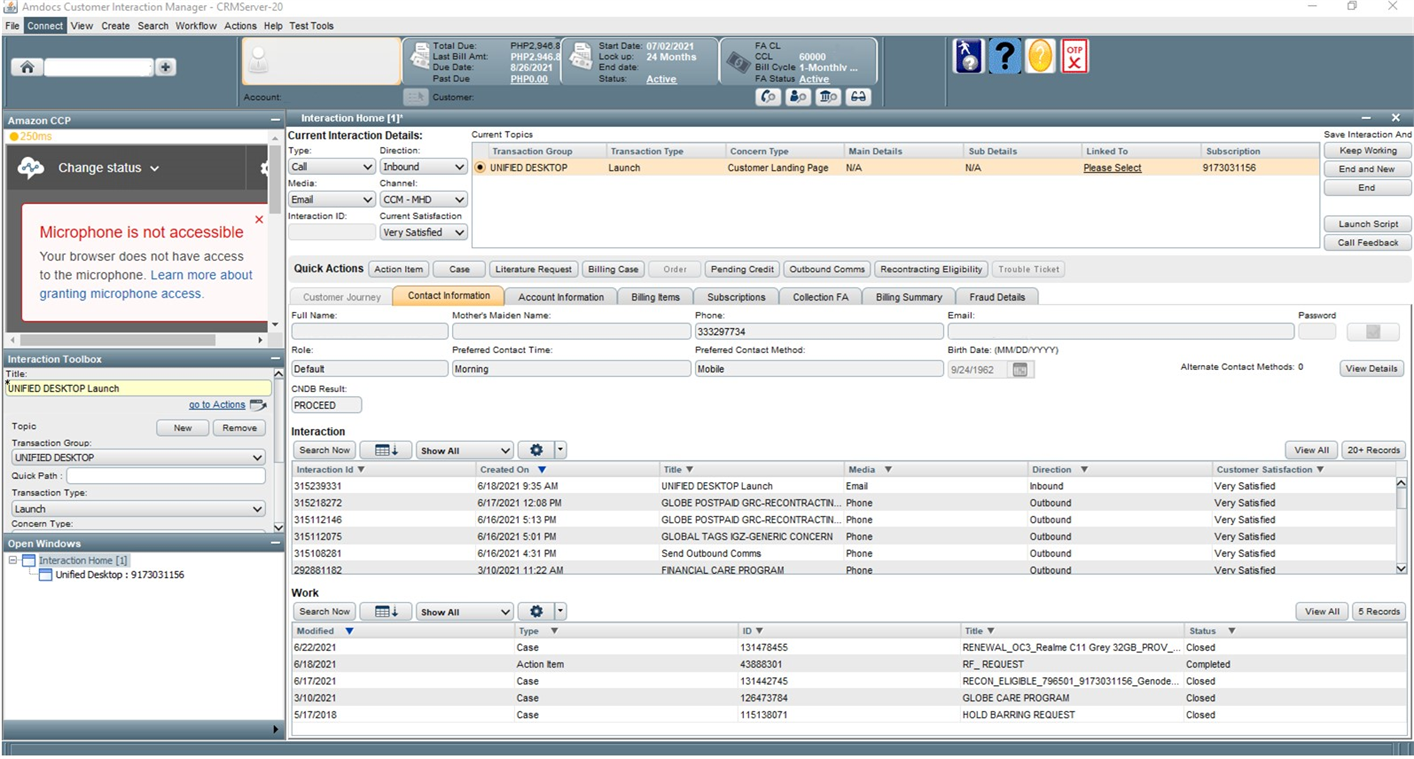 Amdocs Customer Interaction Manager - CRMServer-20
File Connect View Create Search Workflow Actions Help Test Tools
Total Due: PHP2,946.8
Last Bill Amt: PHP2,946.8
Due Date: 8/26/2021
Past Due PHP0.00
Start Date: 07/02/2021
Lock up: 24 Months
End date:
Status: Active
FA CL
CCL 60000
Bill Cycle 1-Monthly ...
FA Status Active
OTP
Account:
Customer:
Amazon CCP
250ms
Change status
Microphone is not accessible
Your browser does not have access
to the microphone. Learn more about
granting microphone access.
Interaction Toolbox
Title:
*UNIFIED DESKTOP Launch
go to Actions
Topic New Remove
Transaction Group:
UNIFIED DESKTOP
Quick Path :
Transaction Type:
Launch
Concern Type:
Open Windows
Interaction Home [1]
Unified Desktop : 9173031156
Interaction Home [1]*
Current Interaction Details:
Type: Direction:
Call Inbound
Media: Channel:
Email CCM - MHD
Interaction ID: Current Satisfaction
Very Satisfied
Current Topics
Transaction Group Transaction Type Concern Type Main Details Sub Details Linked To Subscription
UNIFIED DESKTOP Launch Customer Landing Page N/A N/A Please Select 9173031156
Save Interaction And
Keep Working
End and New
End
Launch Script
Call Feedback
Quick Actions Action Item Case Literature Request Billing Case Order Pending Credit Outbound Comms Recontracting Eligibility Trouble Ticket
Customer Journey Contact Information Account Information Billing Items Subscriptions Collection FA Billing Summary Fraud Details
Full Name: Mother's Maiden Name: Phone: Email: Password
333297734
Role: Preferred Contact Time: Preferred Contact Method: Birth Date: (MM/DD/YYYY)
Default Morning Mobile 9/24/1962 Alternate Contact Methods: 0 View Details
CNDB Result:
PROCEED
Interaction
Search Now Show All View All 20+ Records
Interaction Id Created On Title Media Direction Customer Satisfaction
315239331 6/18/2021 9:35 AM UNIFIED DESKTOP Launch Email Inbound Very Satisfied
315218272 6/17/2021 12:08 PM GLOBE POSTPAID GRC-RECONTRACTIN... Phone Outbound Very Satisfied
315112146 6/16/2021 5:13 PM GLOBE POSTPAID GRC-RECONTRACTIN... Phone Outbound Very Satisfied
315112075 6/16/2021 5:01 PM GLOBAL TAGS IGZ-GENERIC CONCERN Phone Outbound Very Satisfied
315108281 6/16/2021 4:31 PM Send Outbound Comms Phone Outbound Very Satisfied
292881182 3/10/2021 11:22 AM FINANCIAL CARE PROGRAM Phone Outbound Very Satisfied
Work
Search Now Show All View All 5 Records
Modified Type ID Title Status
6/22/2021 Case 131478455 RENEWAL_OC3_Realme C11 Grey 32GB_PROV_... Closed
6/18/2021 Action Item 43888301 RF_ REQUEST Completed
6/17/2021 Case 131442745 RECON_ELIGIBLE_796501_9173031156_Genode... Closed
3/10/2021 Case 126473784 GLOBE CARE PROGRAM Closed
5/17/2018 Case 115138071 HOLD BARRING REQUEST Closed